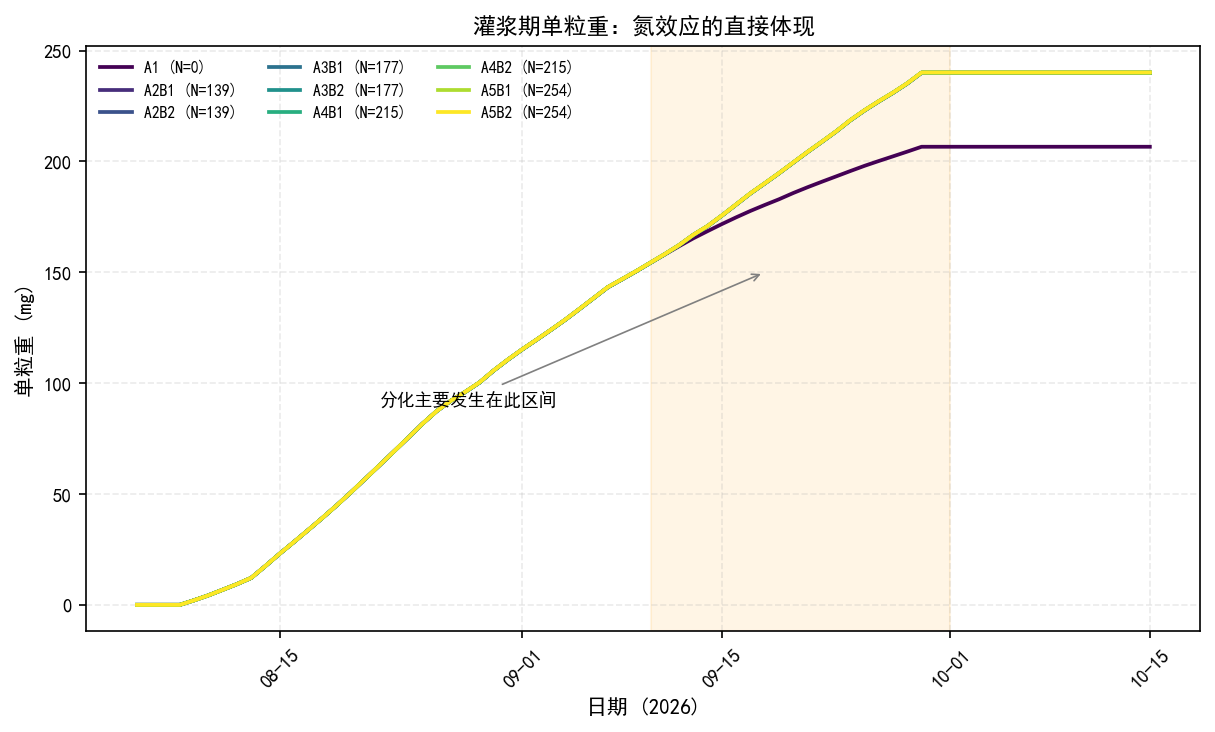 灌浆期单粒重：氮效应的直接体现
A1 (N=0)
A2B1 (N=139)
A2B2 (N=139)
A3B1 (N=177)
A3B2 (N=177)
A4B1 (N=215)
A4B2 (N=215)
A5B1 (N=254)
A5B2 (N=254)
单粒重 (mg)
250
200
150
100
50
0
分化主要发生在此区间
08-15
09-01
09-15
10-01
10-15
日期 (2026)